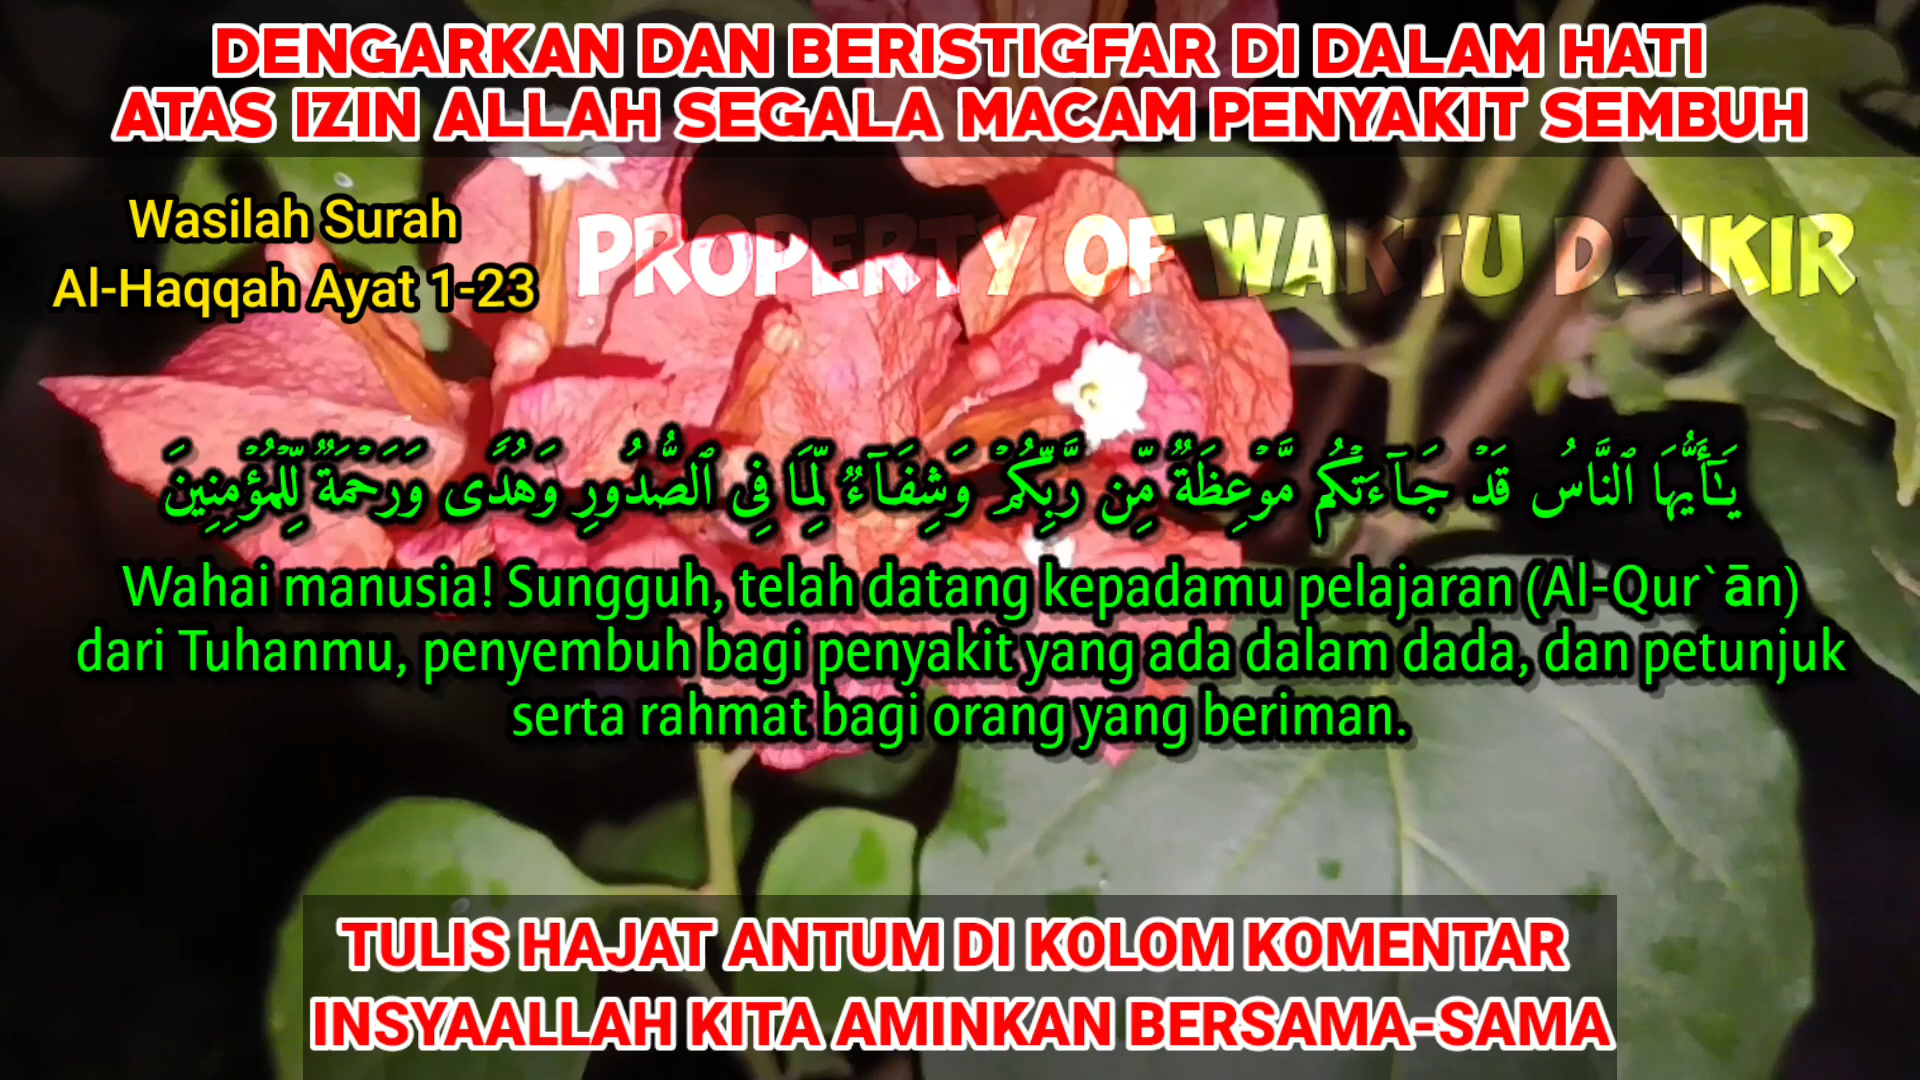 DENGARKAN DAN BERISTIGFAR DI DALAM HATI
ATAS IZIN ALLAH SEGALA MACAM PENYAKIT SEMBUH
Wasilah Surah
Al-Haqqah Ayat 1-23
PROPERTY OF WAKTU DZIKIR
يَـٰٓأَيُّهَا ٱلنَّاسُ قَدۡ جَآءَتۡكُم مَّوۡعِظَةٌ مِّن رَّبِّكُمۡ وَشِفَآءٌ لِّمَا فِي ٱلصُّدُورِ وَهُدًى وَرَحۡمَةٌ لِّلۡمُؤۡمِنِينَ
Wahai manusia! Sungguh, telah datang kepadamu pelajaran (Al-Qur`ān)
dari Tuhanmu, penyembuh bagi penyakit yang ada dalam dada, dan petunjuk
serta rahmat bagi orang yang beriman.
TULIS HAJAT ANTUM DI KOLOM KOMENTAR
INSYAALLAH KITA AMINKAN BERSAMA-SAMA